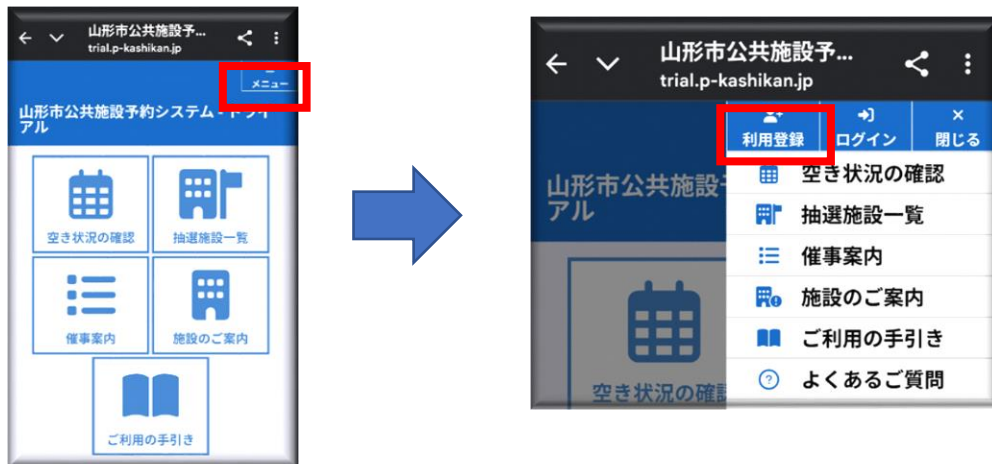 山形市公共施設予...
trial.p-kashikan.jp
メニュー
山形市公共施設予約システム - トライ
アル
空き状況の確認
抽選施設一覧
催事案内
施設のご案内
ご利用の手引き
山形市公共施設予...
trial.p-kashikan.jp
利用登録
ログイン
閉じる
山形市公共施設
アル
空き状況の確
空き状況の確認
抽選施設一覧
催事案内
施設のご案内
ご利用の手引き
よくあるご質問